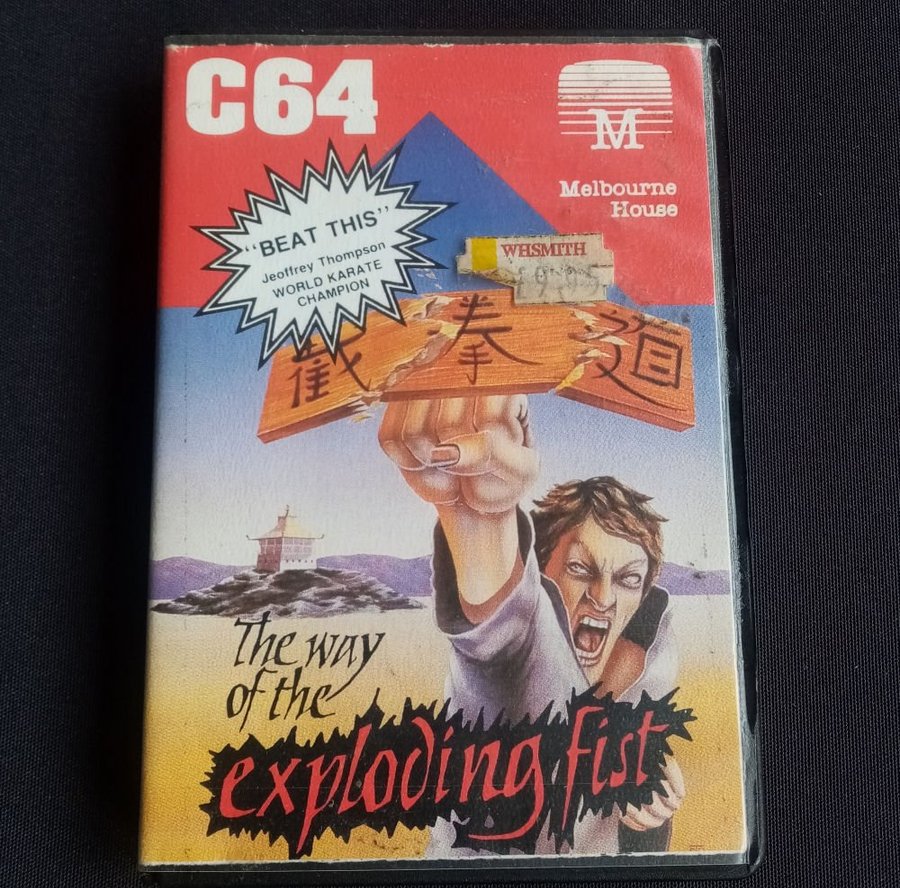 C64
M
Melbourne
House
"BEAT THIS"
Jeoffrey Thompson
WORLD KARATE
CHAMPION
WHSMITH
截拳道
The way
of the
exploding fist